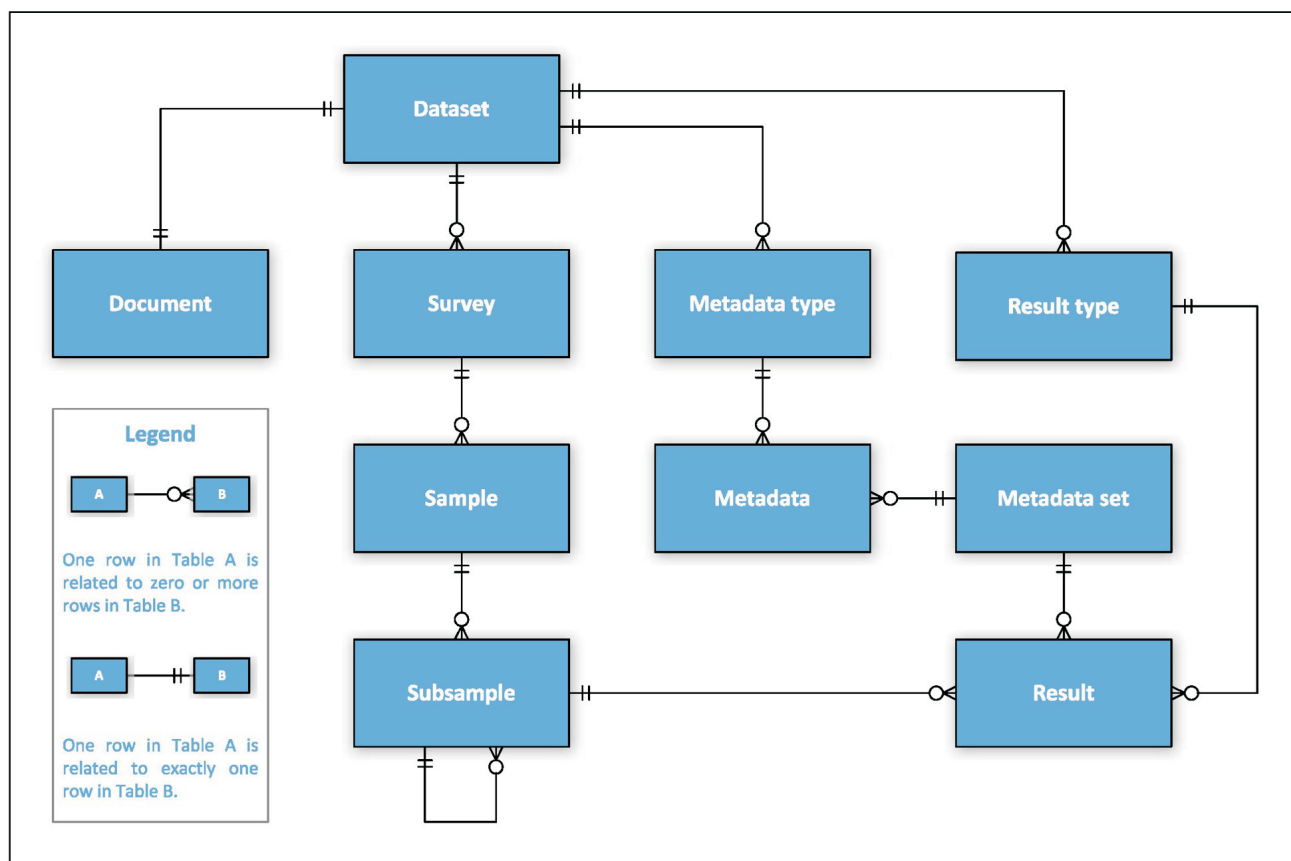 Dataset
Document
Survey
Metadata type
Result type
Legend
A
B
One row in Table A is
related to zero or more
rows in Table B.
A
B
One row in Table A is
related to exactly one
row in Table B.
Sample
Metadata
Metadata set
Subsample
Result